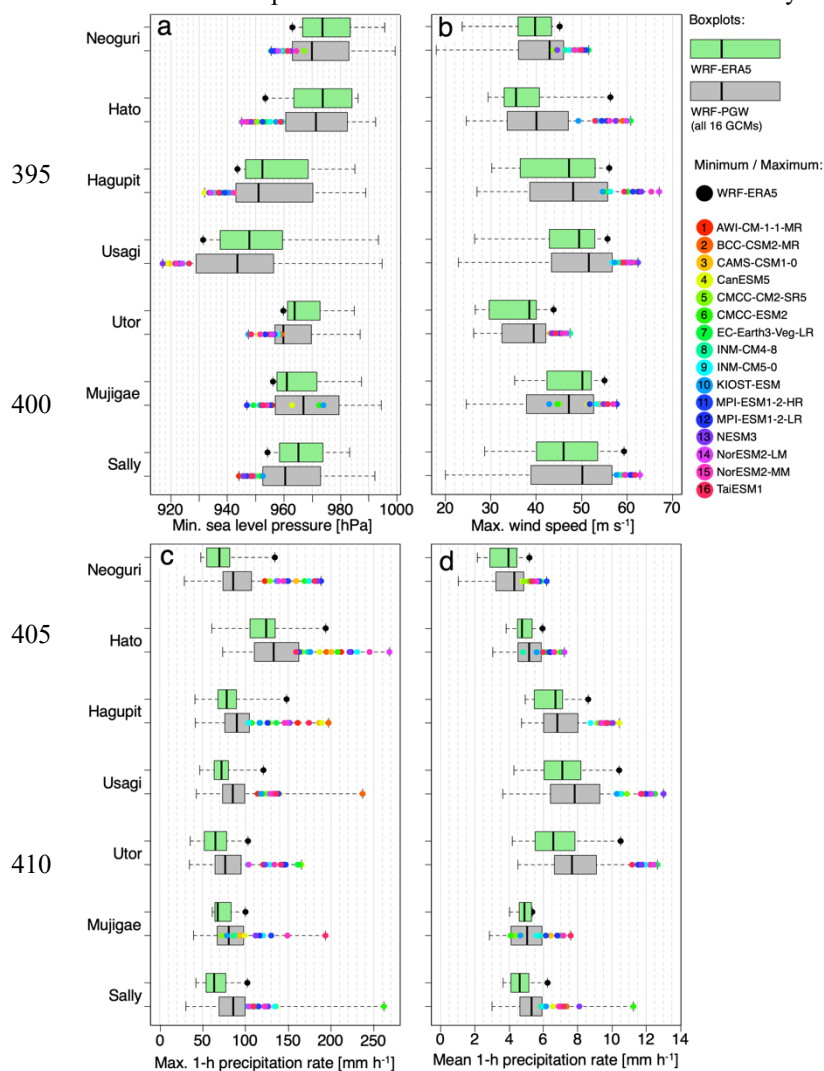 a
Neoguri
Hato
395
Hagupit
Usagi
Utor
400
Mujigae
Sally
920 940 960 980 1000
Min. sea level pressure [hPa]
b
20 30 40 50 60 70
Max. wind speed [m s-1]
Boxplots:
WRF-ERA5
WRF-PGW
(all 16 GCMs)
Minimum / Maximum:
WRF-ERA5
1 AWI-CM-1-1-MR
2 BCC-CSM2-MR
3 CAMS-CSM1-0
4 CanESM5
5 CMCC-CM2-SR5
6 CMCC-ESM2
7 EC-Earth3-Veg-LR
8 INM-CM4-8
9 INM-CM5-0
10 KIOST-ESM
11 MPI-ESM1-2-HR
12 MPI-ESM1-2-LR
13 NESM3
14 NorESM2-LM
15 NorESM2-MM
16 TaiESM1
c
Neoguri
405
Hato
Hagupit
Usagi
410
Utor
Mujigae
Sally
0 50 100 150 200 250
Max. 1-h precipitation rate [mm h-1]
d
0 2 4 6 8 10 12 14
Mean 1-h precipitation rate [mm h-1]